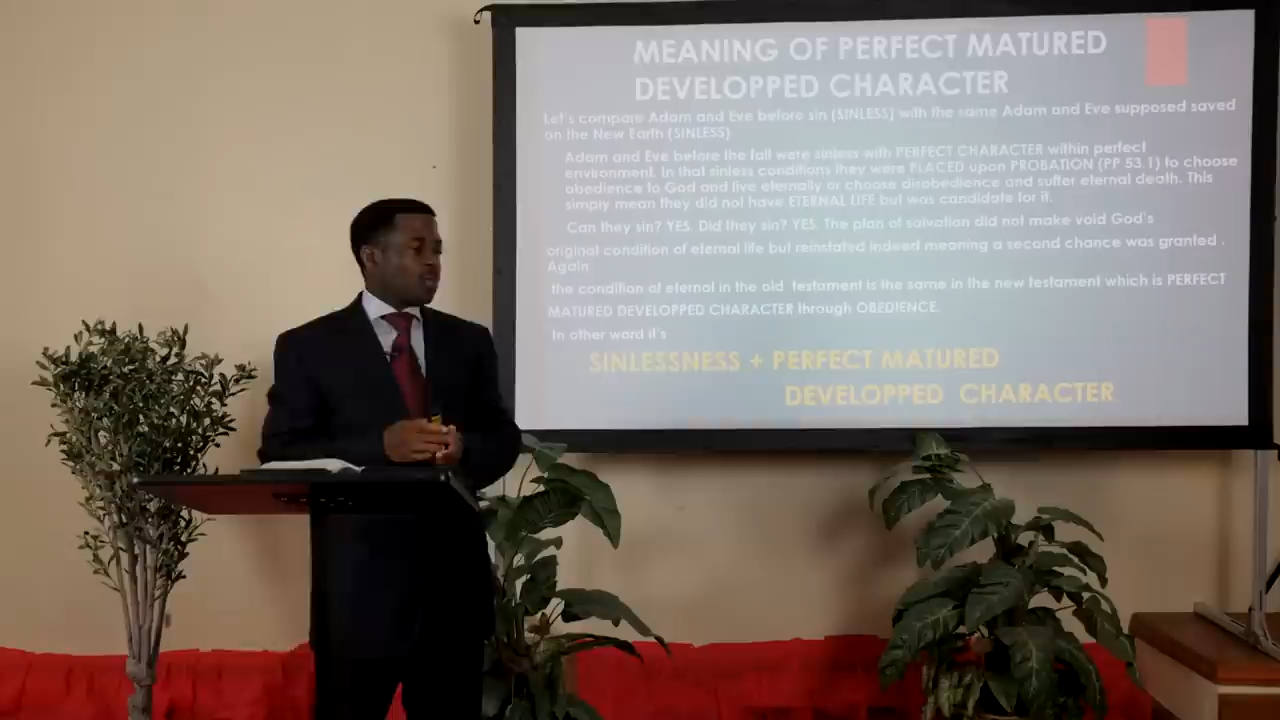 MEANING OF PERFECT MATURED
DEVELOPPED CHARACTER
Let's compare Adam and Eve before sin (SINLESS) with the same Adam and Eve supposed saved
on the New Earth (SINLESS)
Adam and Eve before the fall were sinless with PERFECT CHARACTER within perfect
environment. In that sinless conditions they were PLACED upon PROBATION (PP 53.1) to choose
obedience to God and live eternally or choose disobedience and suffer eternal death. This
simply mean they did not have ETERNAL LIFE but was candidate for it.
Can they sin? YES. Did they sin? YES. The plan of salvation did not make void God's
original condition of eternal life but reinstated indeed meaning a second chance was granted .
Again
the condition of eternal in the old testament is the same in the new testament which is PERFECT
MATURED DEVELOPPED CHARACTER through OBEDIENCE.
In other word it's
SINLESSNESS + PERFECT MATURED
DEVELOPPED CHARACTER